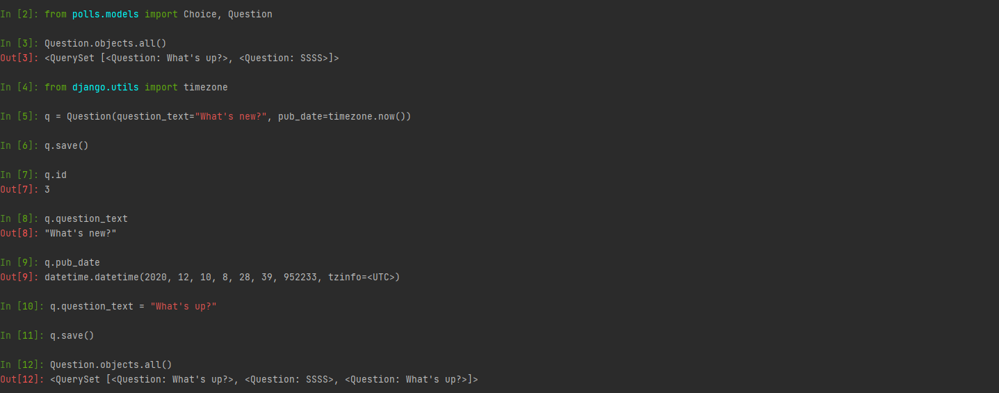 In [2]: from polls.models import Choice, Question
In [3]: Question.objects.all()
Out[3]: <QuerySet [<Question: What's up?>, <Question: SSSS>]>
In [4]: from django.utils import timezone
In [5]: q = Question(question_text="What's new?", pub_date=timezone.now())
In [6]: q.save()
In [7]: q.id
Out[7]: 3
In [8]: q.question_text
Out[8]: "What's new?"
In [9]: q.pub_date
Out[9]: datetime.datetime(2020, 12, 10, 8, 28, 39, 952233, tzinfo=<UTC>)
In [10]: q.question_text = "What's up?"
In [11]: q.save()
In [12]: Question.objects.all()
Out[12]: <QuerySet [<Question: What's up?>, <Question: SSSS>, <Question: What's up?>]>